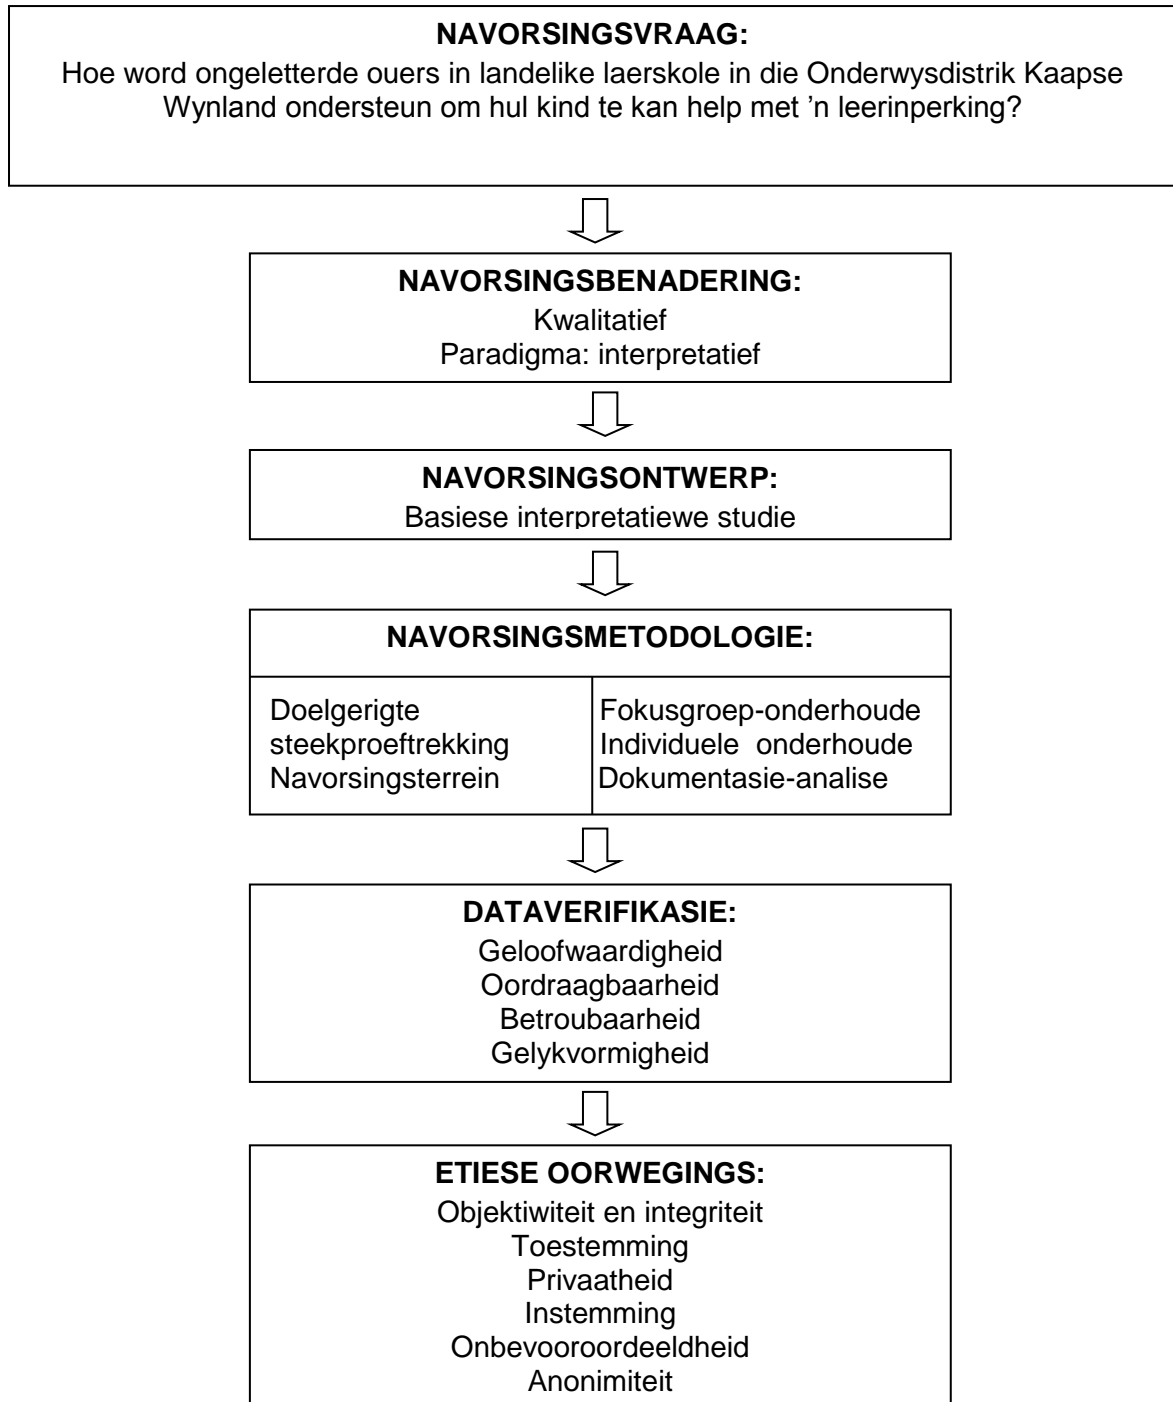 NAVORSINGSVRAAG:
Hoe word ongeletterde ouers in landelike laerskole in die Onderwysdistrik Kaapse
Wynland ondersteun om hul kind te kan help met ’n leerinperking?
NAVORSINGSBENADERING:
Kwalitatief
Paradigma: interpretatief
NAVORSINGSONTWERP:
Basiese interpretatiewe studie
NAVORSINGSMETODOLOGIE:
Doelgerigte
steekproeftrekking
Navorsingsterrein
Fokusgroep-onderhoude
Individuele onderhoude
Dokumentasie-analise
DATAVERIFIKASIE:
Geloofwaardigheid
Oordraagbaarheid
Betroubaarheid
Gelykvormigheid
ETIESE OORWEGINGS:
Objektiwiteit en integriteit
Toestemming
Privaatheid
Instemming
Onbevooroordeeldheid
Anonimiteit